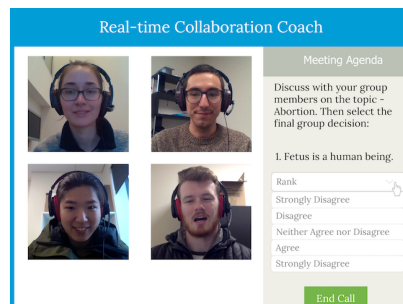 Real-time Collaboration Coach
Meeting Agenda
Discuss with your group
members on the topic -
Abortion. Then select the
final group decision:
1. Fetus is a human being.
Rank
Strongly Disagree
Disagree
Neither Agree nor Disagree
Agree
Strongly Disagree
End Call